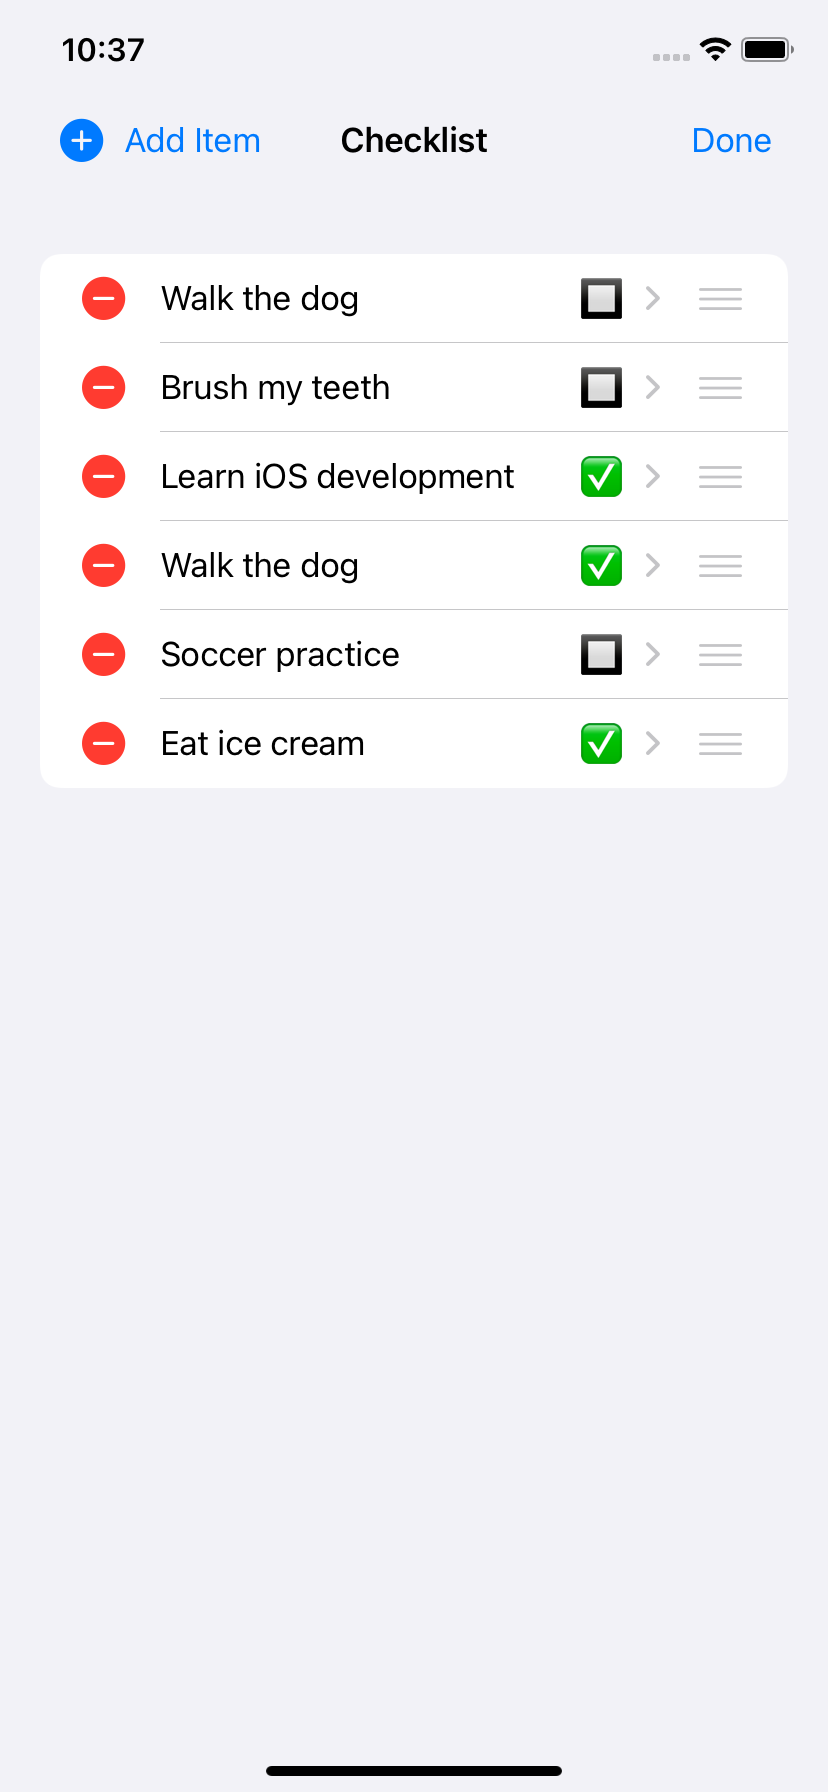 10:37
Add Item Checklist Done
Walk the dog
Brush my teeth
Learn iOS development
Walk the dog
Soccer practice
Eat ice cream